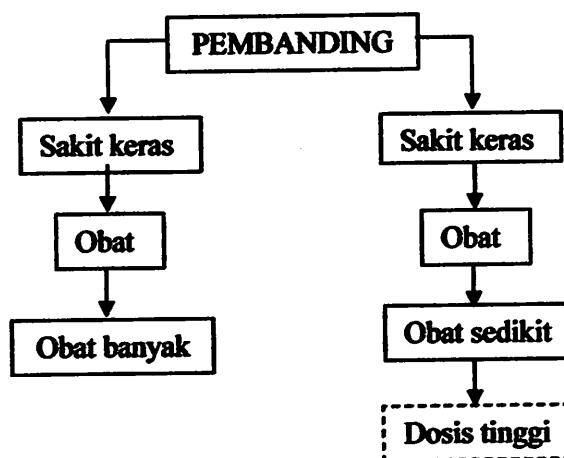 PEMBANDING
Sakit keras
Sakit keras
Obat
Obat
Obat banyak
Obat sedikit
Dosis tinggi